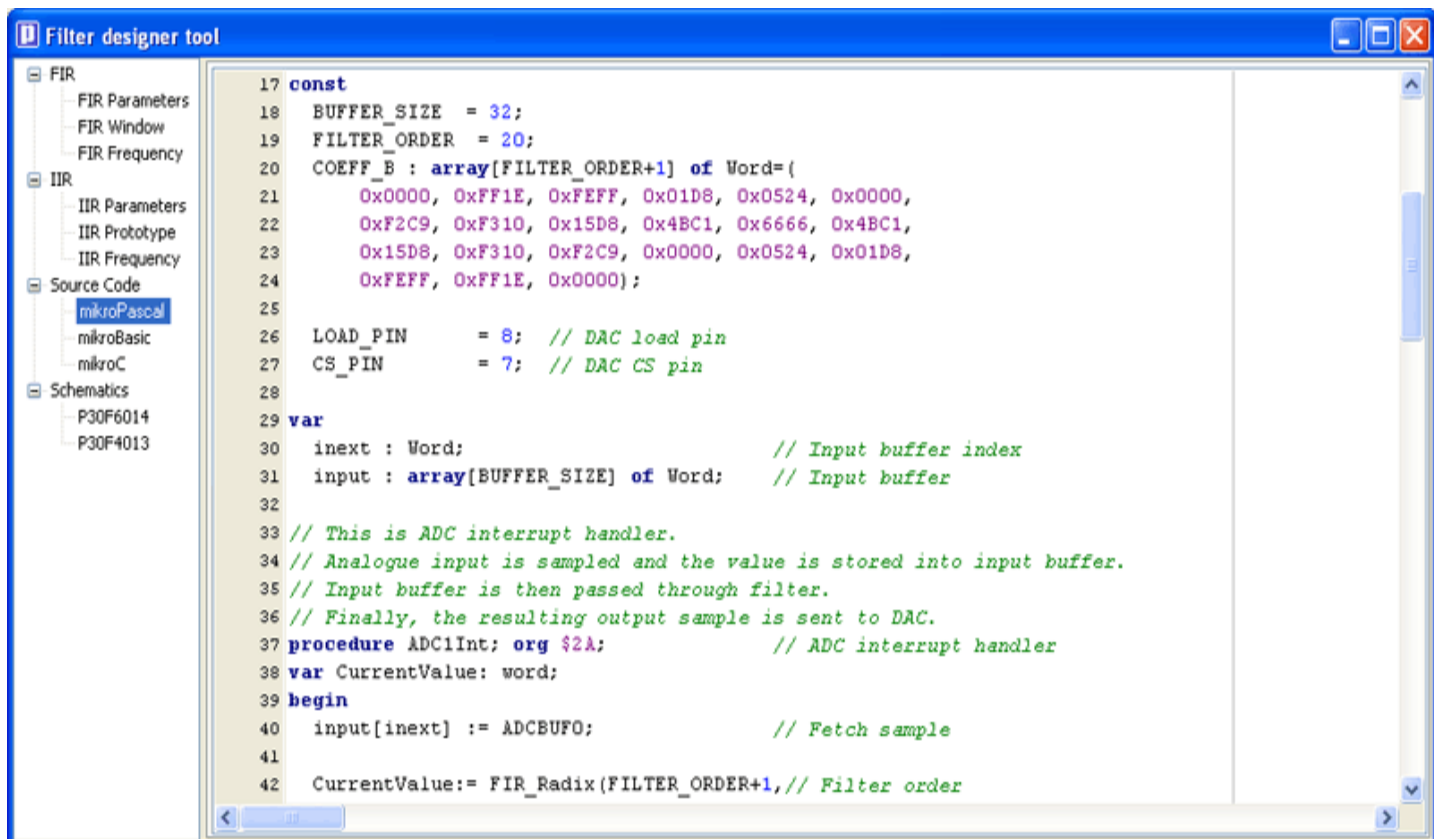 Filter designer tool
FIR
FIR Parameters
FIR Window
FIR Frequency
IIR
IIR Parameters
IIR Prototype
IIR Frequency
Source Code
mikroPascal
mikroBasic
mikroC
Schematics
P30F6014
P30F4013
17 const
18 BUFFER_SIZE = 32;
19 FILTER_ORDER = 20;
20 COEFF_B : array[FILTER_ORDER+1] of Word=(
21 0x0000, 0xFF1E, 0xFEFF, 0x01D8, 0x0524, 0x0000,
22 0xF2C9, 0xF310, 0x15D8, 0x4BC1, 0x6666, 0x4BC1,
23 0x15D8, 0xF310, 0xF2C9, 0x0000, 0x0524, 0x01D8,
24 0xFEFF, 0xFF1E, 0x0000);
25
26 LOAD_PIN = 8; // DAC load pin
27 CS_PIN = 7; // DAC CS pin
28
29 var
30 inext : Word; // Input buffer index
31 input : array[BUFFER_SIZE] of Word; // Input buffer
32
33 // This is ADC interrupt handler.
34 // Analogue input is sampled and the value is stored into input buffer.
35 // Input buffer is then passed through filter.
36 // Finally, the resulting output sample is sent to DAC.
37 procedure ADC1Int; org $2A; // ADC interrupt handler
38 var CurrentValue: word;
39 begin
40 input[inext] := ADCBUF0; // Fetch sample
41
42 CurrentValue:= FIR_Radix(FILTER_ORDER+1,// Filter order